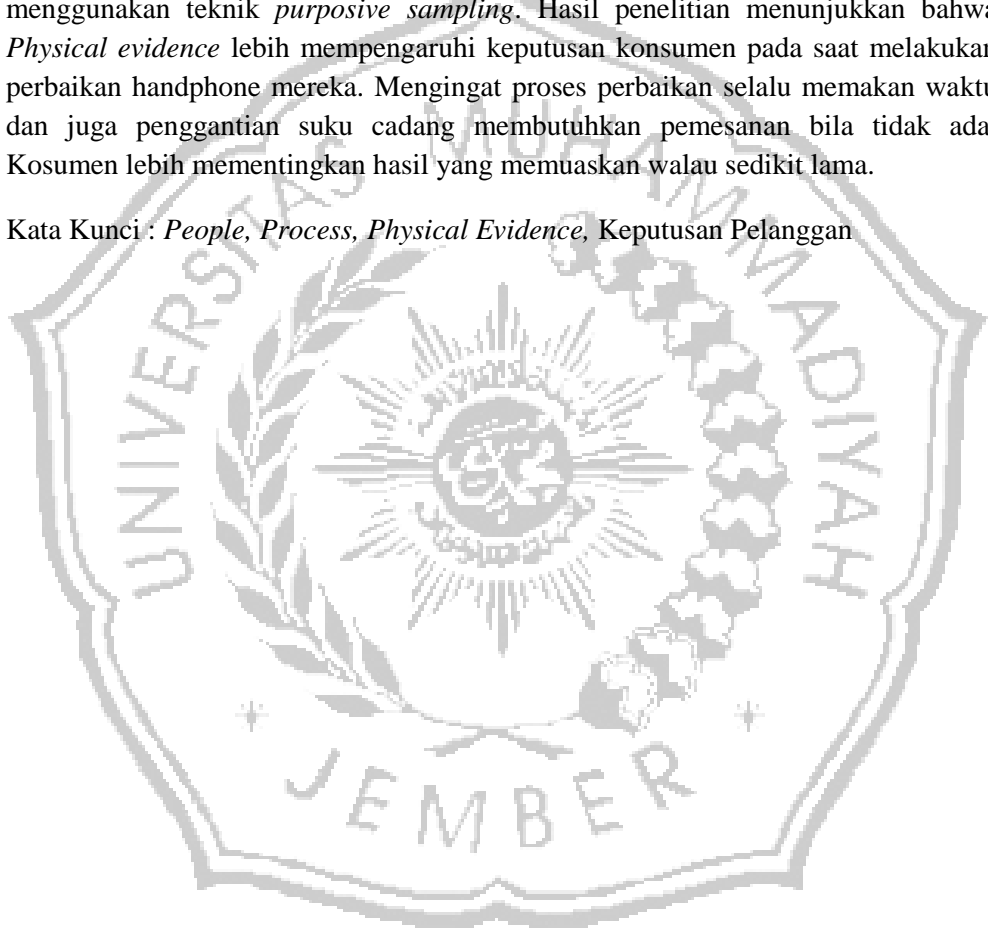 menggunakan teknik purposive sampling. Hasil penelitian menunjukkan bahwa
Physical evidence lebih mempengaruhi keputusan konsumen pada saat melakukan
perbaikan handphone mereka. Mengingat proses perbaikan selalu memakan waktu
dan juga penggantian suku cadang membutuhkan pemesanan bila tidak ada
Kosumen lebih mementingkan hasil yang memuaskan walau sedikit lama.
Kata Kunci : People, Process, Physical Evidence, Keputusan Pelanggan
UNIVERSITAS MUHAMMADIYAH
JEMBER